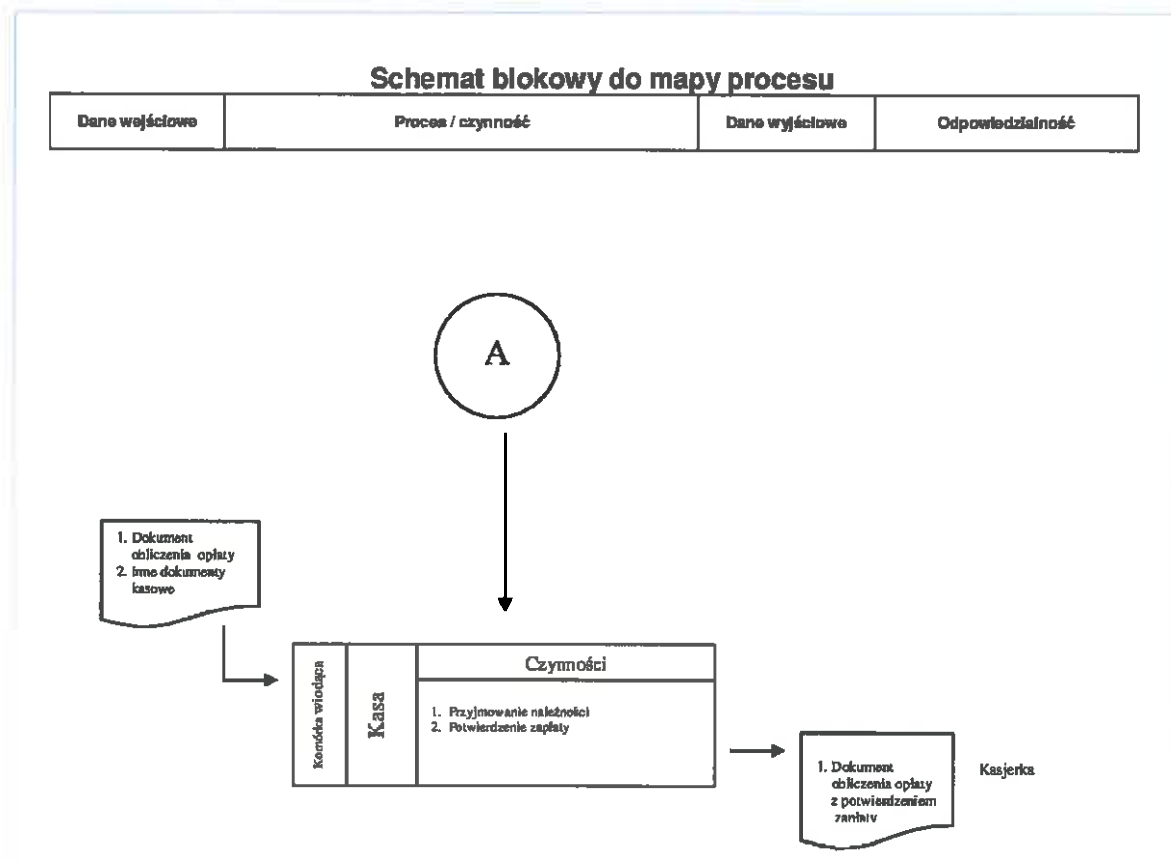 Schemat blokowy do mapy procesu
Dane wejściowe
Proces / czynność
Dane wyjściowe
Odpowiedzialność
A
1. Dokument
obliczenia opłaty
2. Inne dokumenty
kasowe
Komórka wiodąca
Kasa
Czynności
1. Przyjmowanie należności
2. Potwierdzenie zapłaty
1. Dokument
obliczenia opłaty
z potwierdzeniem
zapłaty
Kasjerka